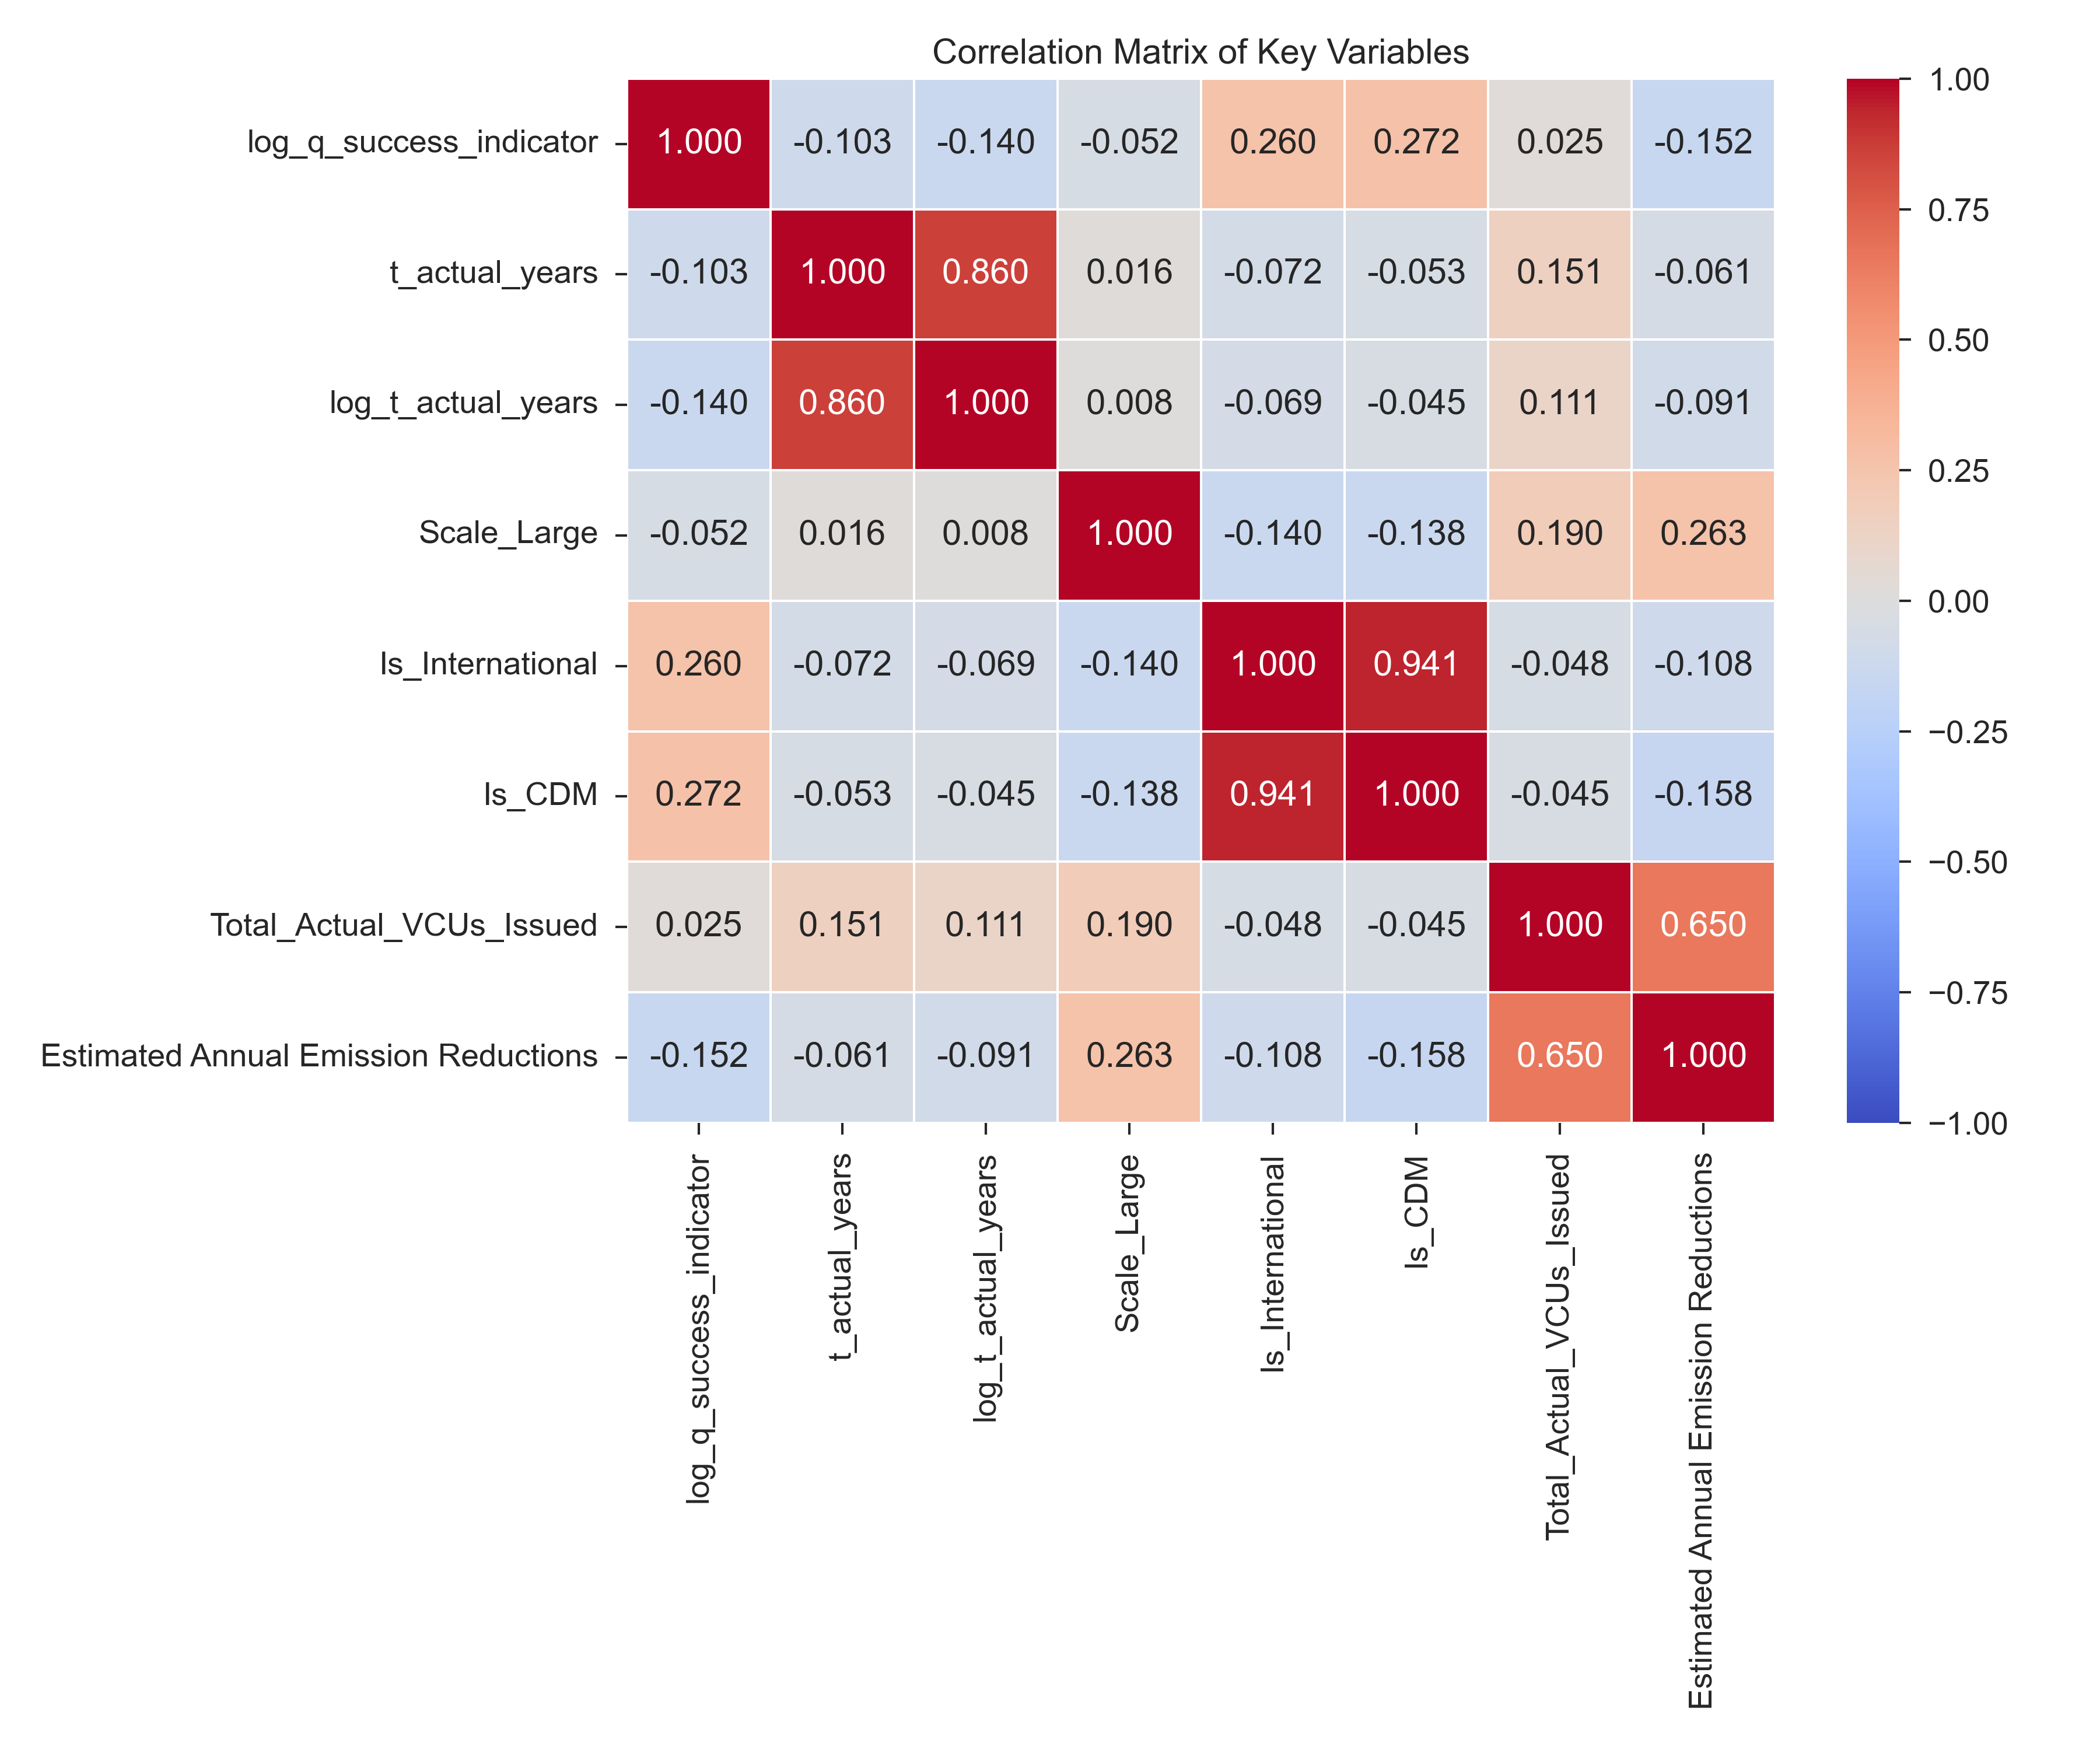 Correlation Matrix of Key Variables
log_q_success_indicator 1.000 -0.103 -0.140 -0.052 0.260 0.272 0.025 -0.152
t_actual_years -0.103 1.000 0.860 0.016 -0.072 -0.053 0.151 -0.061
log_t_actual_years -0.140 0.860 1.000 0.008 -0.069 -0.045 0.111 -0.091
Scale_Large -0.052 0.016 0.008 1.000 -0.140 -0.138 0.190 0.263
Is_International 0.260 -0.072 -0.069 -0.140 1.000 0.941 -0.048 -0.108
Is_CDM 0.272 -0.053 -0.045 -0.138 0.941 1.000 -0.045 -0.158
Total_Actual_VCUs_Issued 0.025 0.151 0.111 0.190 -0.048 -0.045 1.000 0.650
Estimated Annual Emission Reductions -0.152 -0.061 -0.091 0.263 -0.108 -0.158 0.650 1.000
log_q_success_indicator
t_actual_years
log_t_actual_years
Scale_Large
Is_International
Is_CDM
Total_Actual_VCUs_Issued
Estimated Annual Emission Reductions
1.00
0.75
0.50
0.25
0.00
−0.25
−0.50
−0.75
−1.00